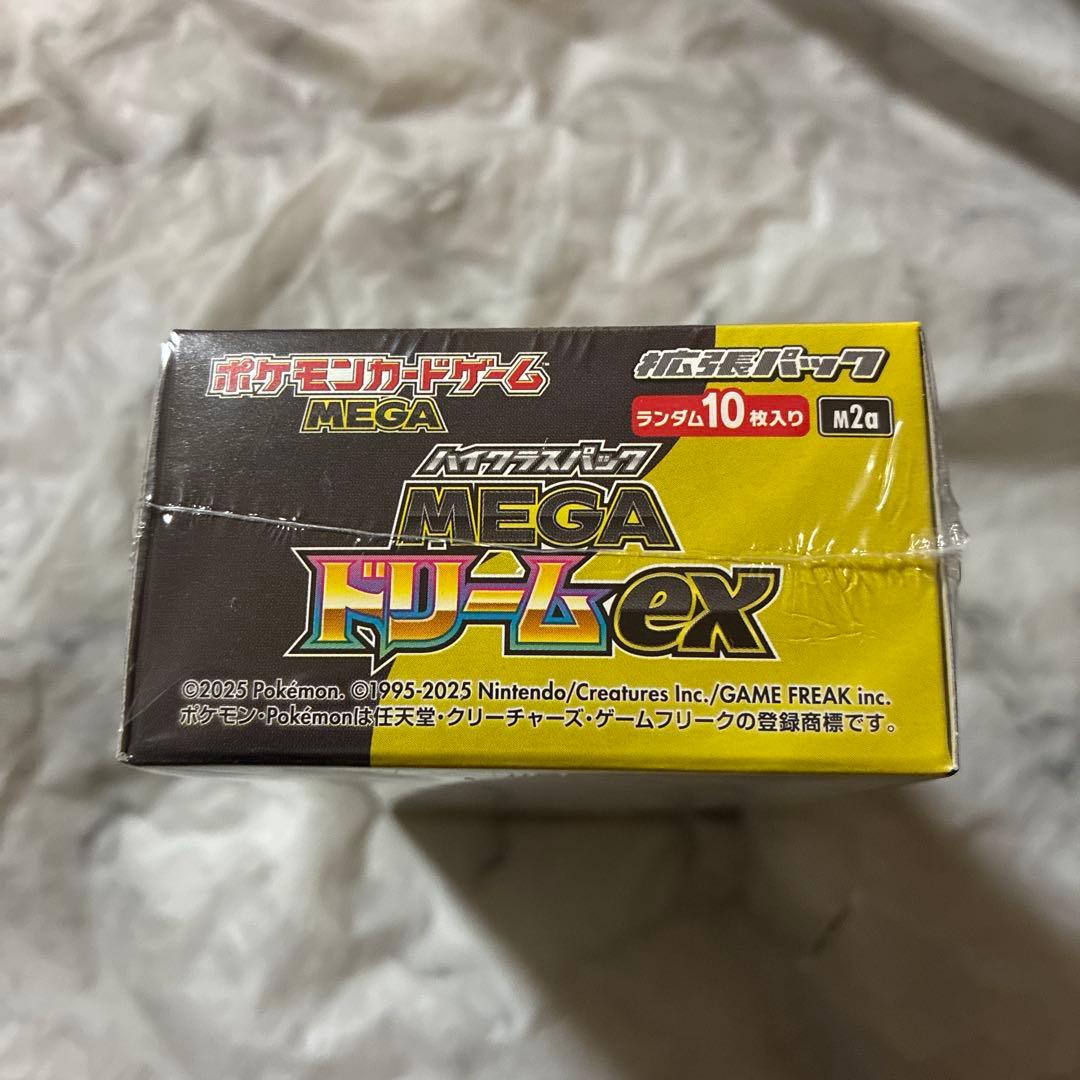 ポケモンカードゲーム™
MEGA
拡張パック
ランダム10枚入り M2a
ハイクラスパック
MEGA
ドリームex
©2025 Pokémon. ©1995-2025 Nintendo/Creatures Inc./GAME FREAK inc.
ポケモン・Pokémonは任天堂・クリーチャーズ・ゲームフリークの登録商標です。